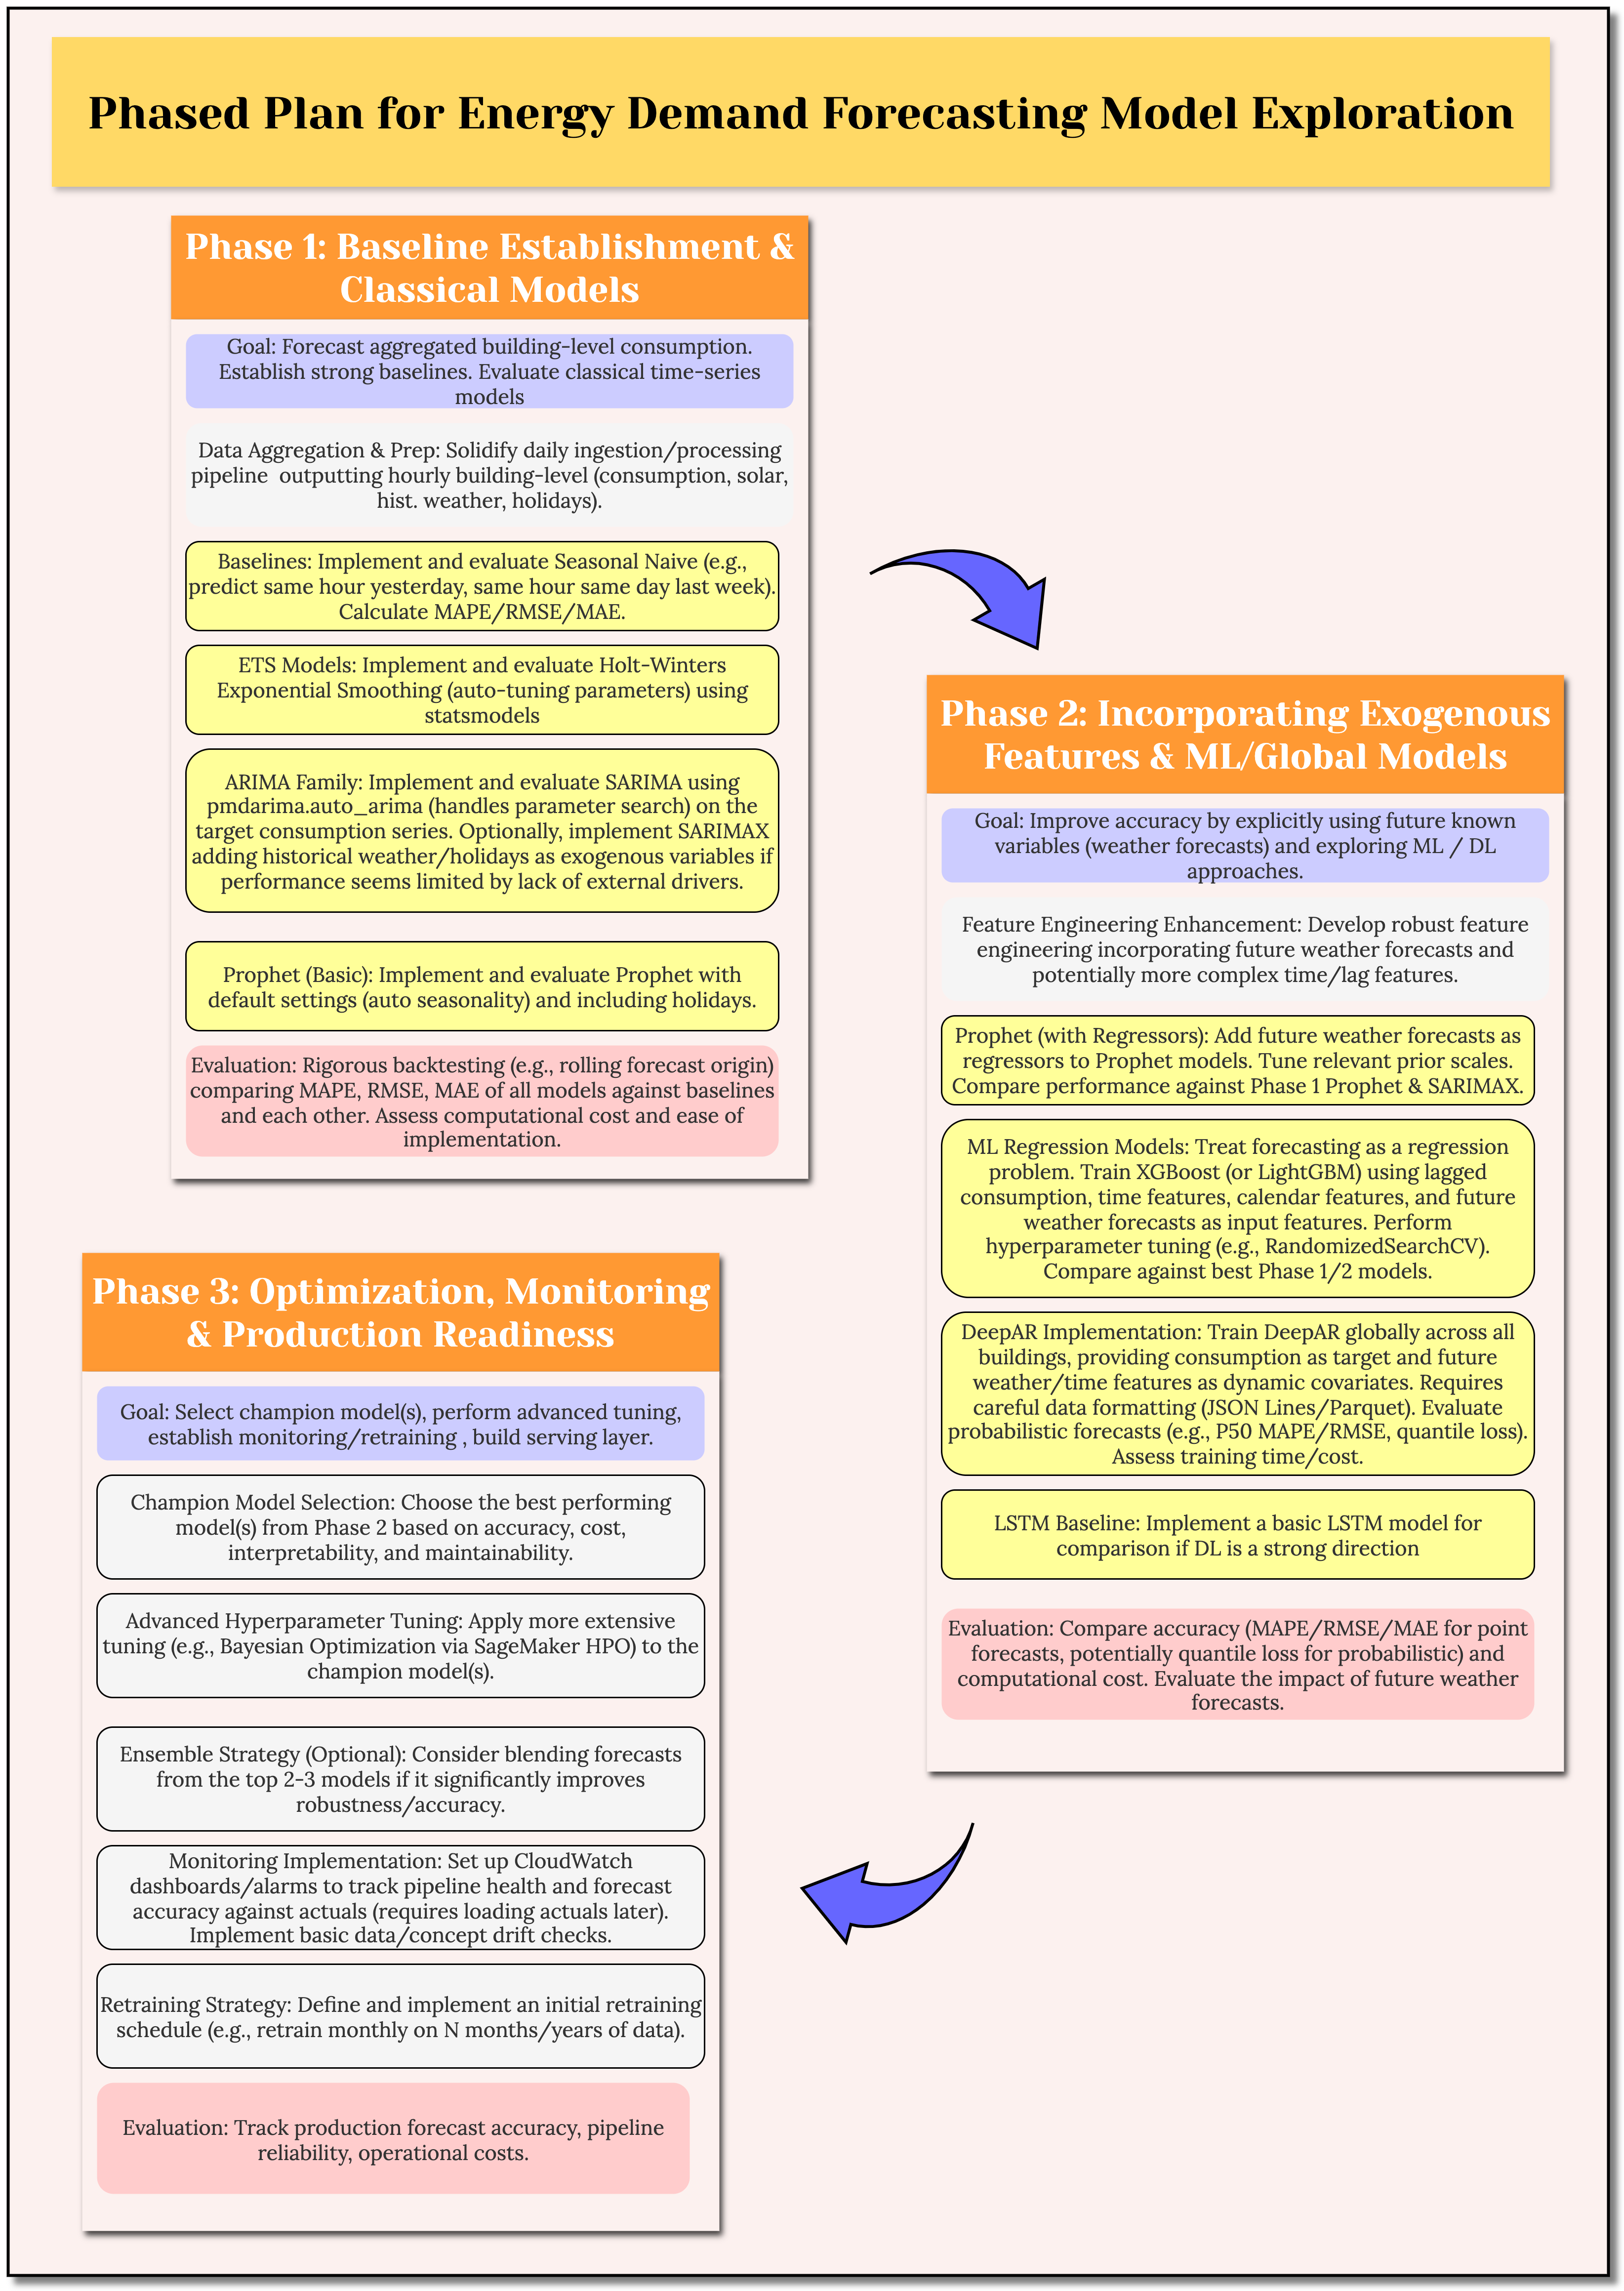 Phased Plan for Energy Demand Forecasting Model Exploration
Phase 1: Baseline Establishment &
Classical Models
Goal: Forecast aggregated building-level consumption.
Establish strong baselines. Evaluate classical time-series
models
Data Aggregation & Prep: Solidify daily ingestion/processing
pipeline  outputting hourly building-level (consumption, solar,
hist. weather, holidays).
Baselines: Implement and evaluate Seasonal Naive (e.g.,
predict same hour yesterday, same hour same day last week).
Calculate MAPE/RMSE/MAE.
ETS Models: Implement and evaluate Holt-Winters
Exponential Smoothing (auto-tuning parameters) using
statsmodels
ARIMA Family: Implement and evaluate SARIMA using
pmdarima.auto_arima (handles parameter search) on the
target consumption series. Optionally, implement SARIMAX
adding historical weather/holidays as exogenous variables if
performance seems limited by lack of external drivers.
Prophet (Basic): Implement and evaluate Prophet with
default settings (auto seasonality) and including holidays.
Evaluation: Rigorous backtesting (e.g., rolling forecast origin)
comparing MAPE, RMSE, MAE of all models against baselines
and each other. Assess computational cost and ease of
implementation.
Phase 2: Incorporating Exogenous
Features & ML/Global Models
Goal: Improve accuracy by explicitly using future known
variables (weather forecasts) and exploring ML / DL
approaches.
Feature Engineering Enhancement: Develop robust feature
engineering incorporating future weather forecasts and
potentially more complex time/lag features.
Prophet (with Regressors): Add future weather forecasts as
regressors to Prophet models. Tune relevant prior scales.
Compare performance against Phase 1 Prophet & SARIMAX.
ML Regression Models: Treat forecasting as a regression
problem. Train XGBoost (or LightGBM) using lagged
consumption, time features, calendar features, and future
weather forecasts as input features. Perform
hyperparameter tuning (e.g., RandomizedSearchCV).
Compare against best Phase 1/2 models.
DeepAR Implementation: Train DeepAR globally across all
buildings, providing consumption as target and future
weather/time features as dynamic covariates. Requires
careful data formatting (JSON Lines/Parquet). Evaluate
probabilistic forecasts (e.g., P50 MAPE/RMSE, quantile loss).
Assess training time/cost.
LSTM Baseline: Implement a basic LSTM model for
comparison if DL is a strong direction
Evaluation: Compare accuracy (MAPE/RMSE/MAE for point
forecasts, potentially quantile loss for probabilistic) and
computational cost. Evaluate the impact of future weather
forecasts.
Phase 3: Optimization, Monitoring
& Production Readiness
Goal: Select champion model(s), perform advanced tuning,
establish monitoring/retraining , build serving layer.
Champion Model Selection: Choose the best performing
model(s) from Phase 2 based on accuracy, cost,
interpretability, and maintainability.
Advanced Hyperparameter Tuning: Apply more extensive
tuning (e.g., Bayesian Optimization via SageMaker HPO) to the
champion model(s).
Ensemble Strategy (Optional): Consider blending forecasts
from the top 2-3 models if it significantly improves
robustness/accuracy.
Monitoring Implementation: Set up CloudWatch
dashboards/alarms to track pipeline health and forecast
accuracy against actuals (requires loading actuals later).
Implement basic data/concept drift checks.
Retraining Strategy: Define and implement an initial retraining
schedule (e.g., retrain monthly on N months/years of data).
Evaluation: Track production forecast accuracy, pipeline
reliability, operational costs.